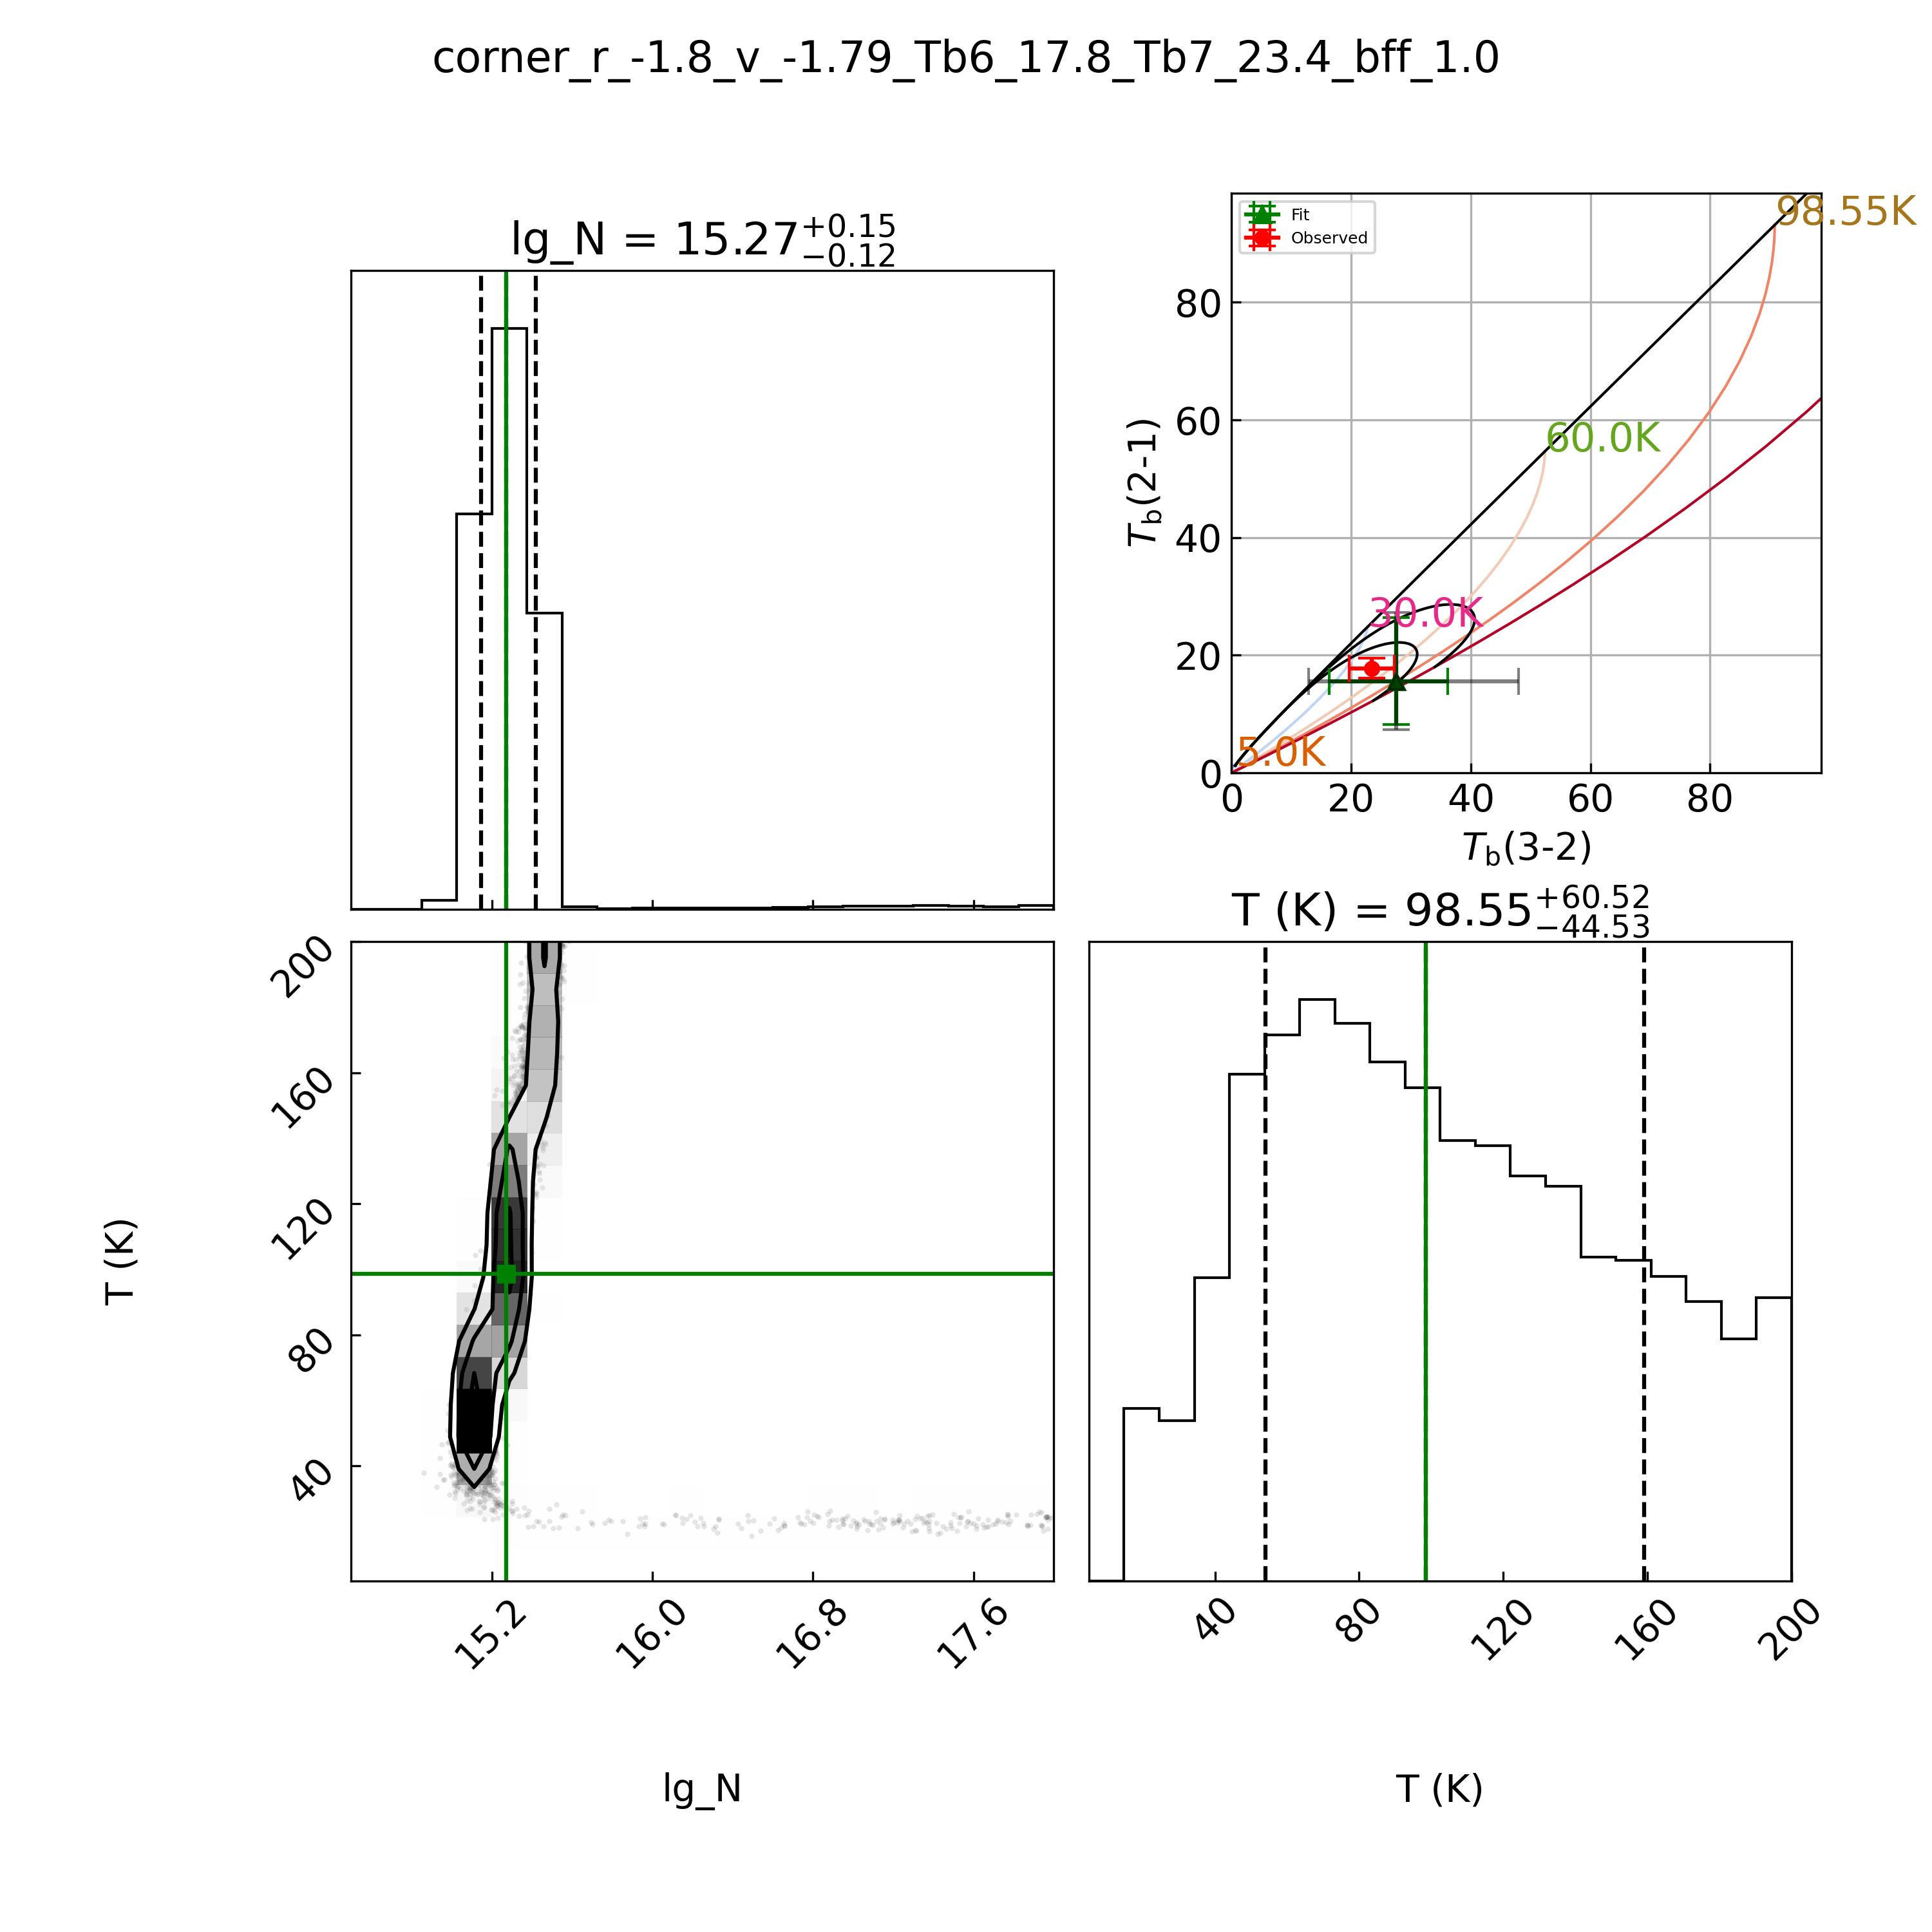 corner_r_-1.8_v_-1.79_Tb6_17.8_Tb7_23.4_bff_1.0
lg_N = 15.27+0.15−0.12
Fit
Observed
98.55K
60.0K
30.0K
5.0K
Tb(2-1)
80
60
40
20
0
0 20 40 60 80
Tb(3-2)
T (K) = 98.55+60.52−44.53
T (K)
200
160
120
80
40
15.2 16.0 16.8 17.6
lg_N
40 80 120 160 200
T (K)